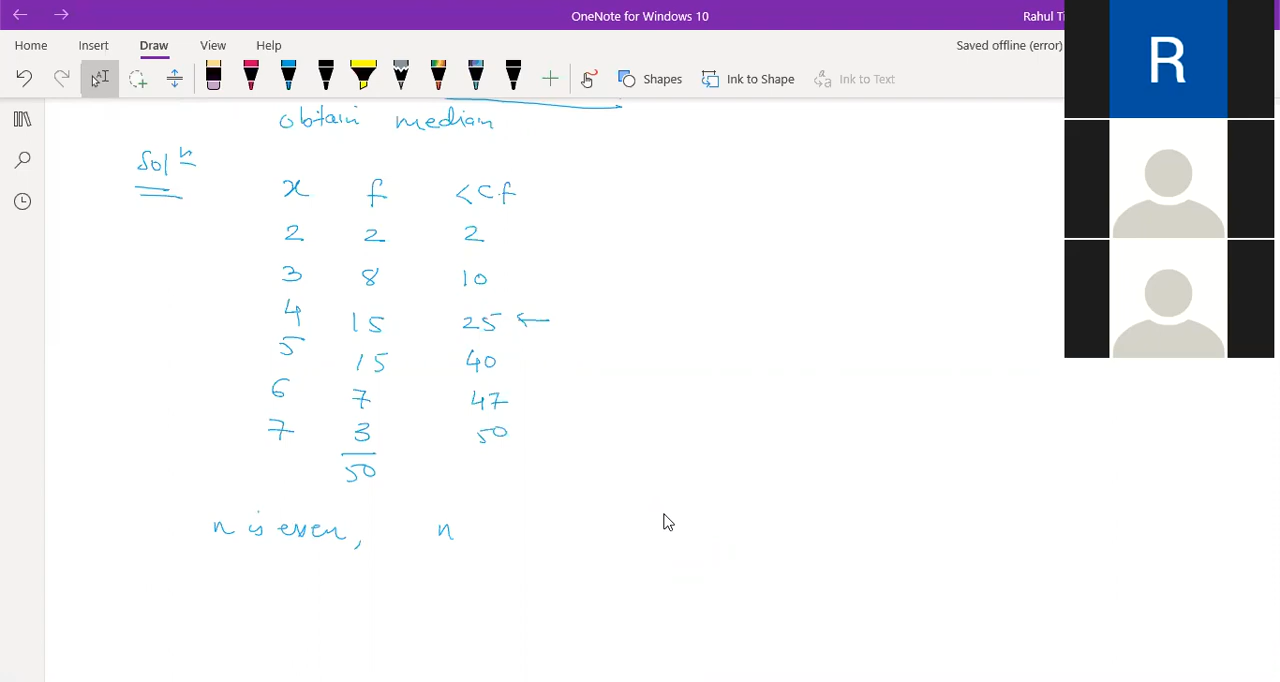 OneNote for Windows 10
Rahul Ti
Home Insert Draw View Help
Saved offline (error)
R
Shapes
Ink to Shape
Ink to Text
obtain median
Solⁿ
x f <cf
2 2 2
3 8 10
4 15 25 ←
5 15 40
6 7 47
7 3 50
50
n is even, n